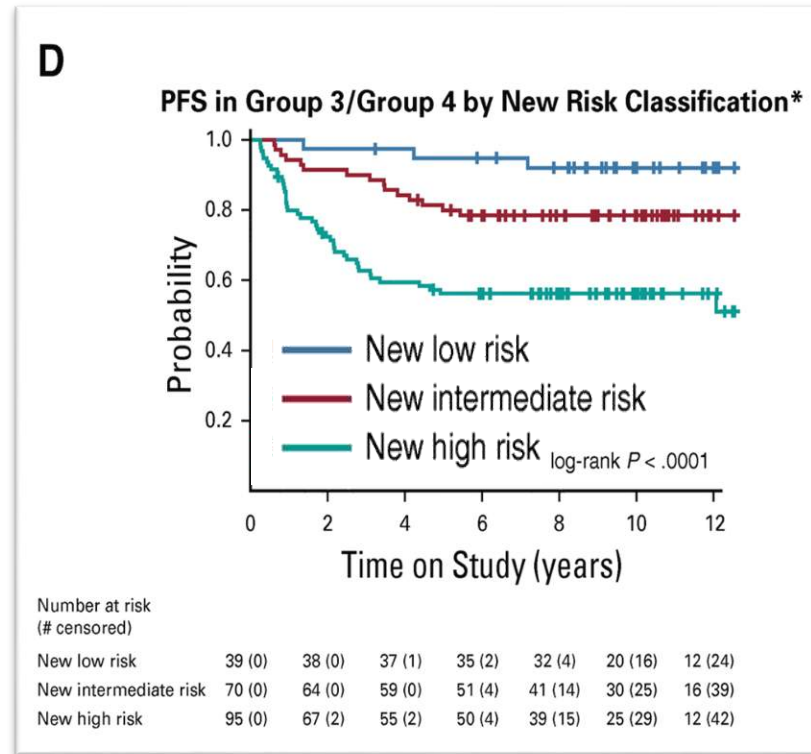 D
PFS in Group 3/Group 4 by New Risk Classification*
Probability
1.0
0.8
0.6
0.4
0.2
New low risk
New intermediate risk
New high risk
log-rank P < .0001
0 2 4 6 8 10 12
Time on Study (years)
Number at risk
(# censored)
New low risk 39 (0) 38 (0) 37 (1) 35 (2) 32 (4) 20 (16) 12 (24)
New intermediate risk 70 (0) 64 (0) 59 (0) 51 (4) 41 (14) 30 (25) 16 (39)
New high risk 95 (0) 67 (2) 55 (2) 50 (4) 39 (15) 25 (29) 12 (42)